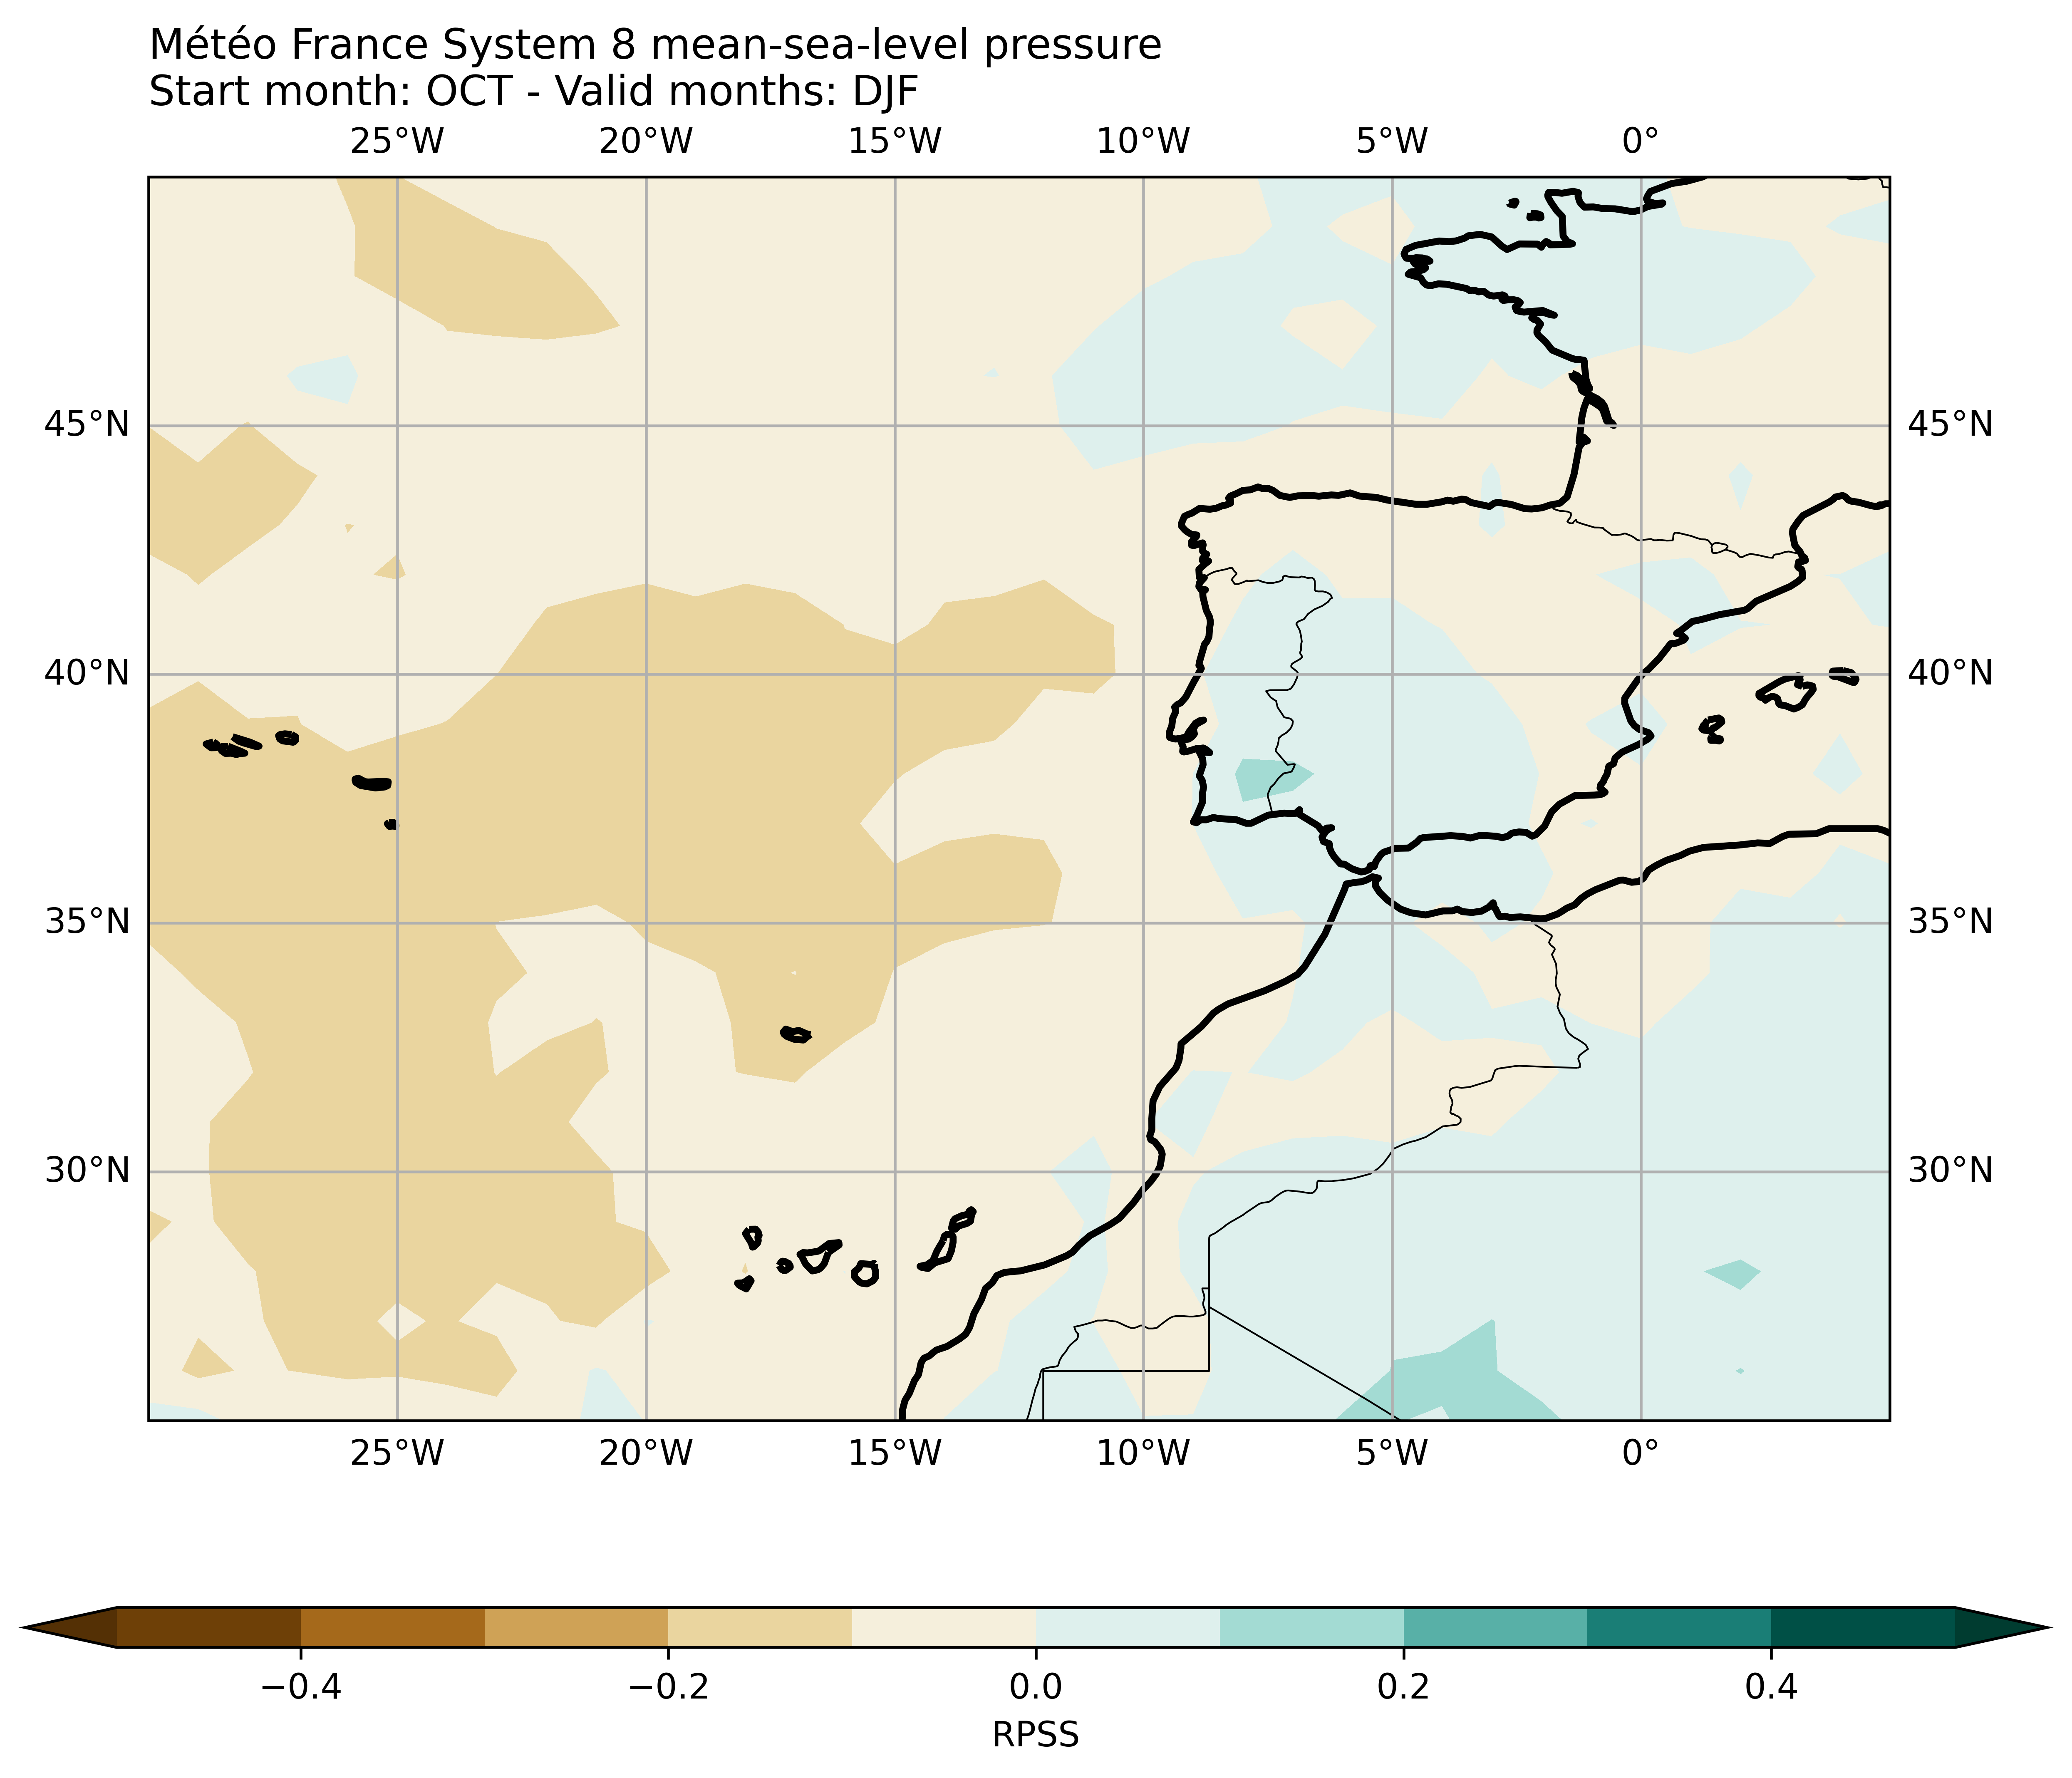 Météo France System 8 mean-sea-level pressure
Start month: OCT - Valid months: DJF
25°W 20°W 15°W 10°W 5°W 0°
45°N 45°N
40°N 40°N
35°N 35°N
30°N 30°N
25°W 20°W 15°W 10°W 5°W 0°
−0.4 −0.2 0.0 0.2 0.4
RPSS